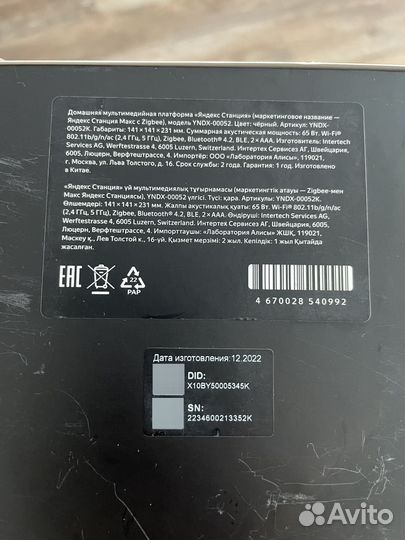 Домашняя мультимедийная платформа «Яндекс Станция» (маркетинговое название —
Яндекс Станция Макс с Zigbee), модель YNDX-00052. Цвет: чёрный. Артикул: YNDX-
00052K. Габариты: 141 × 141 × 231 мм. Суммарная акустическая мощность: 65 Вт. Wi-Fi®
802.11b/g/n/ac (2,4 ГГц, 5 ГГц), Zigbee, Bluetooth® 4.2, BLE, 2 × AAA. Изготовитель: Intertech
Services AG, Werftestrasse 4, 6005 Luzern, Switzerland. Интертех Сервисез АГ, Швейцария,
6005, Люцерн, Верфтештрассе, 4. Импортёр: ООО «Лаборатория Алисы», 119021,
г. Москва, ул. Льва Толстого, д. 16. Срок службы: 2 года. Гарантия: 1 год. Изготовлено
в Китае.
«Яндекс Станция» үй мультимедиялық тұғырнамасы (маркетингтік атауы — Zigbee-мен
Макс Яндекс Станциясы), YNDX-00052 үлгісі. Түсі: қара. Артикулы: YNDX-00052K.
Өлшемдері: 141 × 141 × 231 мм. Жалпы акустикалық қуаты: 65 Вт. Wi-Fi® 802.11b/g/n/ac
(2,4 ГГц, 5 ГГц), Zigbee, Bluetooth® 4.2, BLE, 2 × AAA. Өндіруші: Intertech Services AG,
Werftestrasse 4, 6005 Luzern, Switzerland. Интертех Сервисез АГ, Швейцария, 6005,
Люцерн, Верфтештрассе, 4. Импорттаушы: «Лаборатория Алисы» ЖШҚ, 119021,
Мәскеу қ., Лев Толстой к., 16-үй. Қызмет мерзімі: 2 жыл. Кепілдік: 1 жыл Қытайда
жасалған.
EAC
22
PAP
4 670028 540992
Дата изготовления: 12.2022
DID:
X10BY50005345K
SN:
2234600213352K
Avito